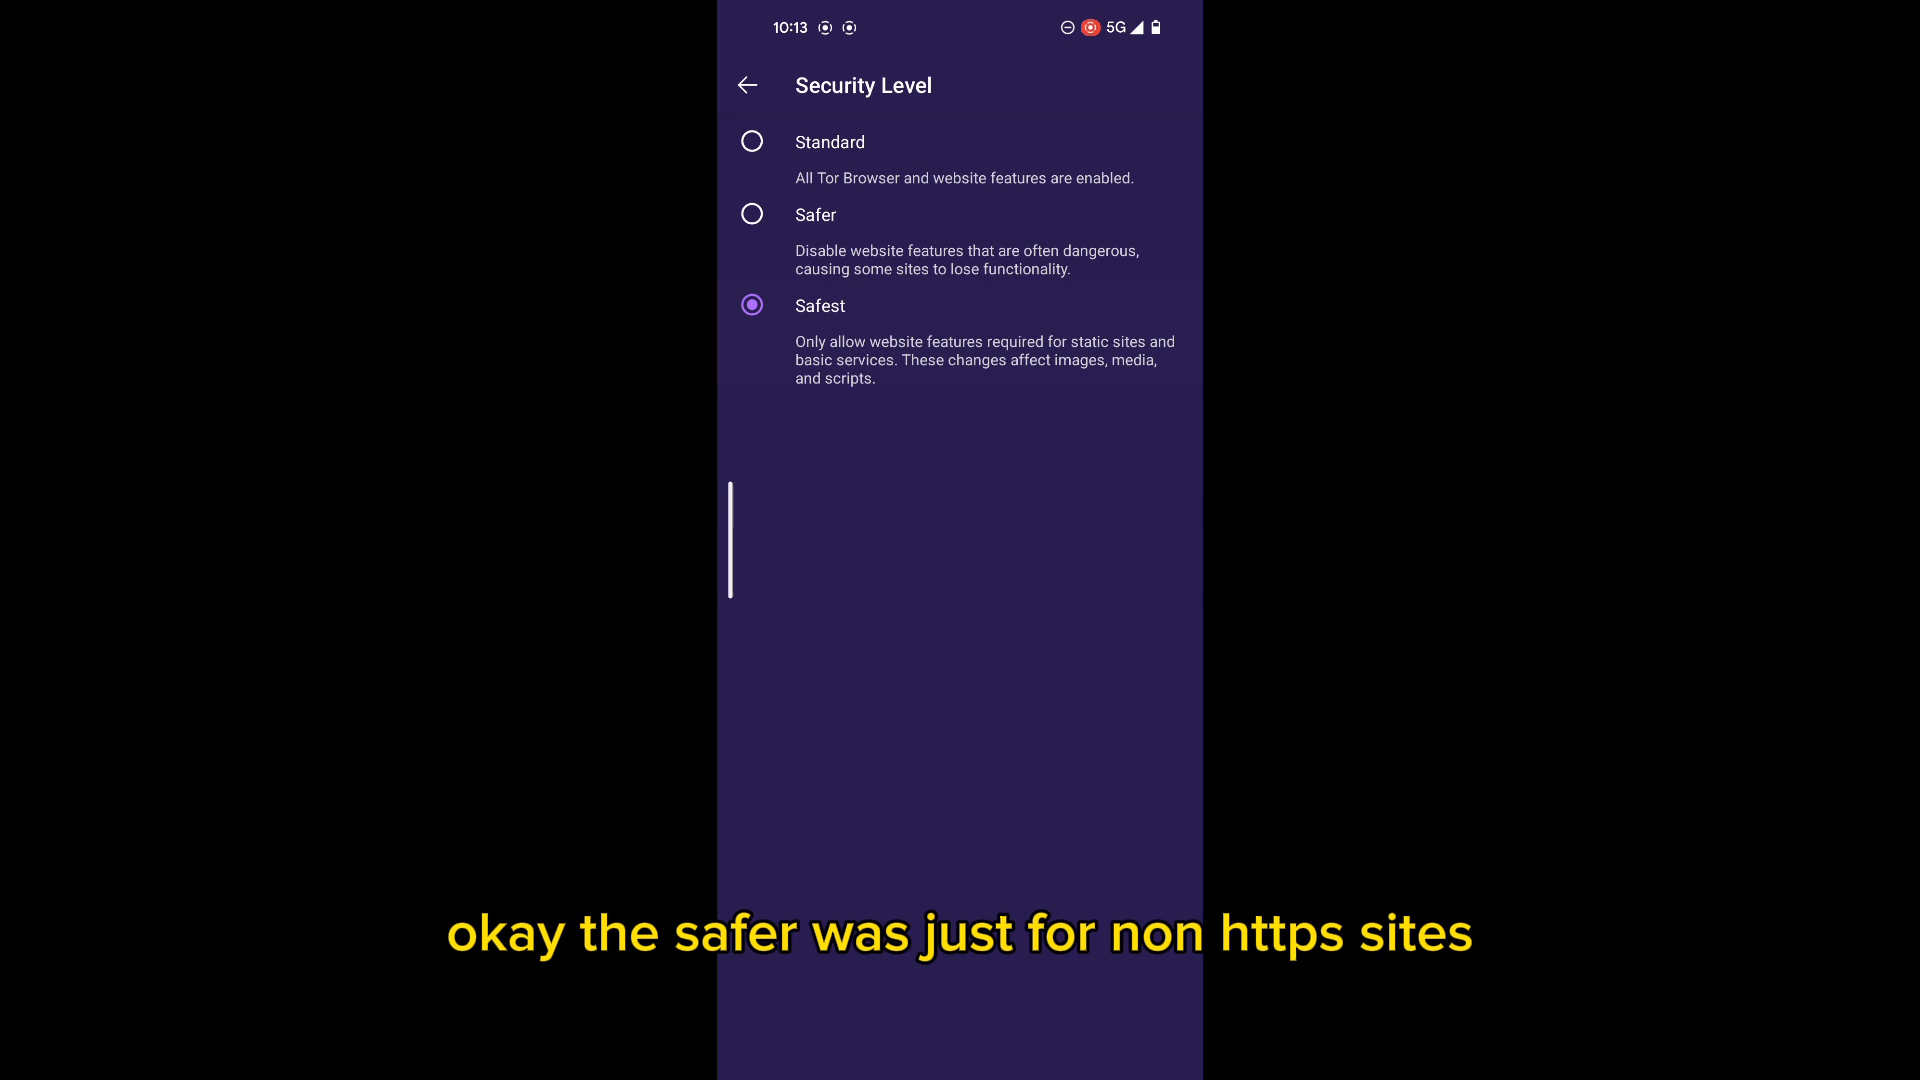 10:13
5G
Security Level
Standard
All Tor Browser and website features are enabled.
Safer
Disable website features that are often dangerous,
causing some sites to lose functionality.
Safest
Only allow website features required for static sites and
basic services. These changes affect images, media,
and scripts.
okay the safer was just for non https sites